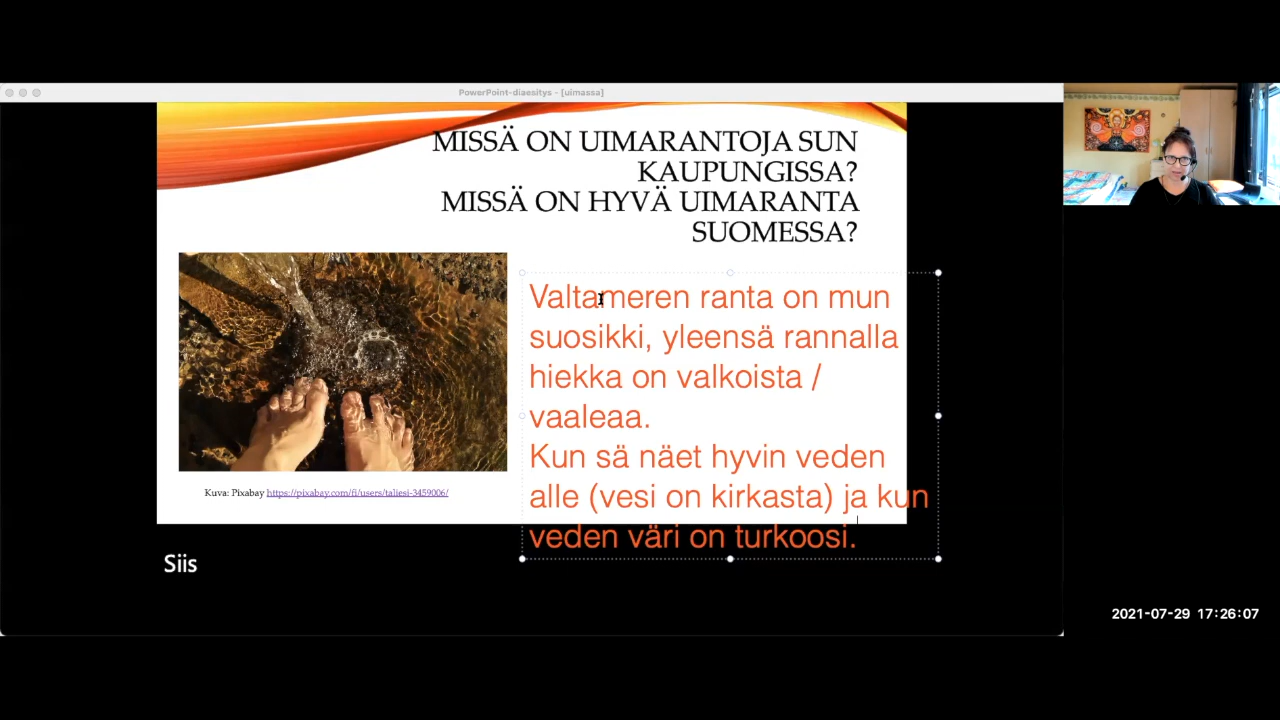 PowerPoint-diaesitys - [uimassa]
MISSÄ ON UIMARANTOJA SUN
KAUPUNGISSA?
MISSÄ ON HYVÄ UIMARANTA
SUOMESSA?
Valtameren ranta on mun
suosikki, yleensä rannalla
hiekka on valkoista /
vaaleaa.
Kun sä näet hyvin veden
alle (vesi on kirkasta) ja kun
veden väri on turkoosi.
Kuva: Pixabay https://pixabay.com/fi/users/taliesi-3459006/
Siis
2021-07-29 17:26:07